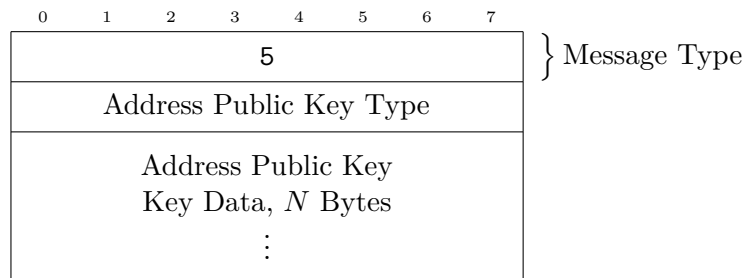 0 1 2 3 4 5 6 7
5
Message Type
Address Public Key Type
Address Public Key
Key Data, N Bytes
⋮